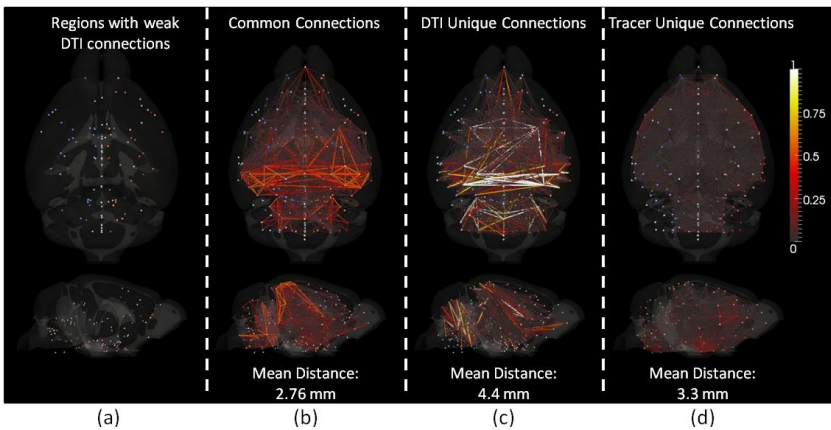 Regions with weak
DTI connections
Common Connections
DTI Unique Connections
Tracer Unique Connections
1
0.75
0.50
0.25
0
Mean Distance:
2.76 mm
Mean Distance:
4.4 mm
Mean Distance:
3.3 mm
(a)
(b)
(c)
(d)